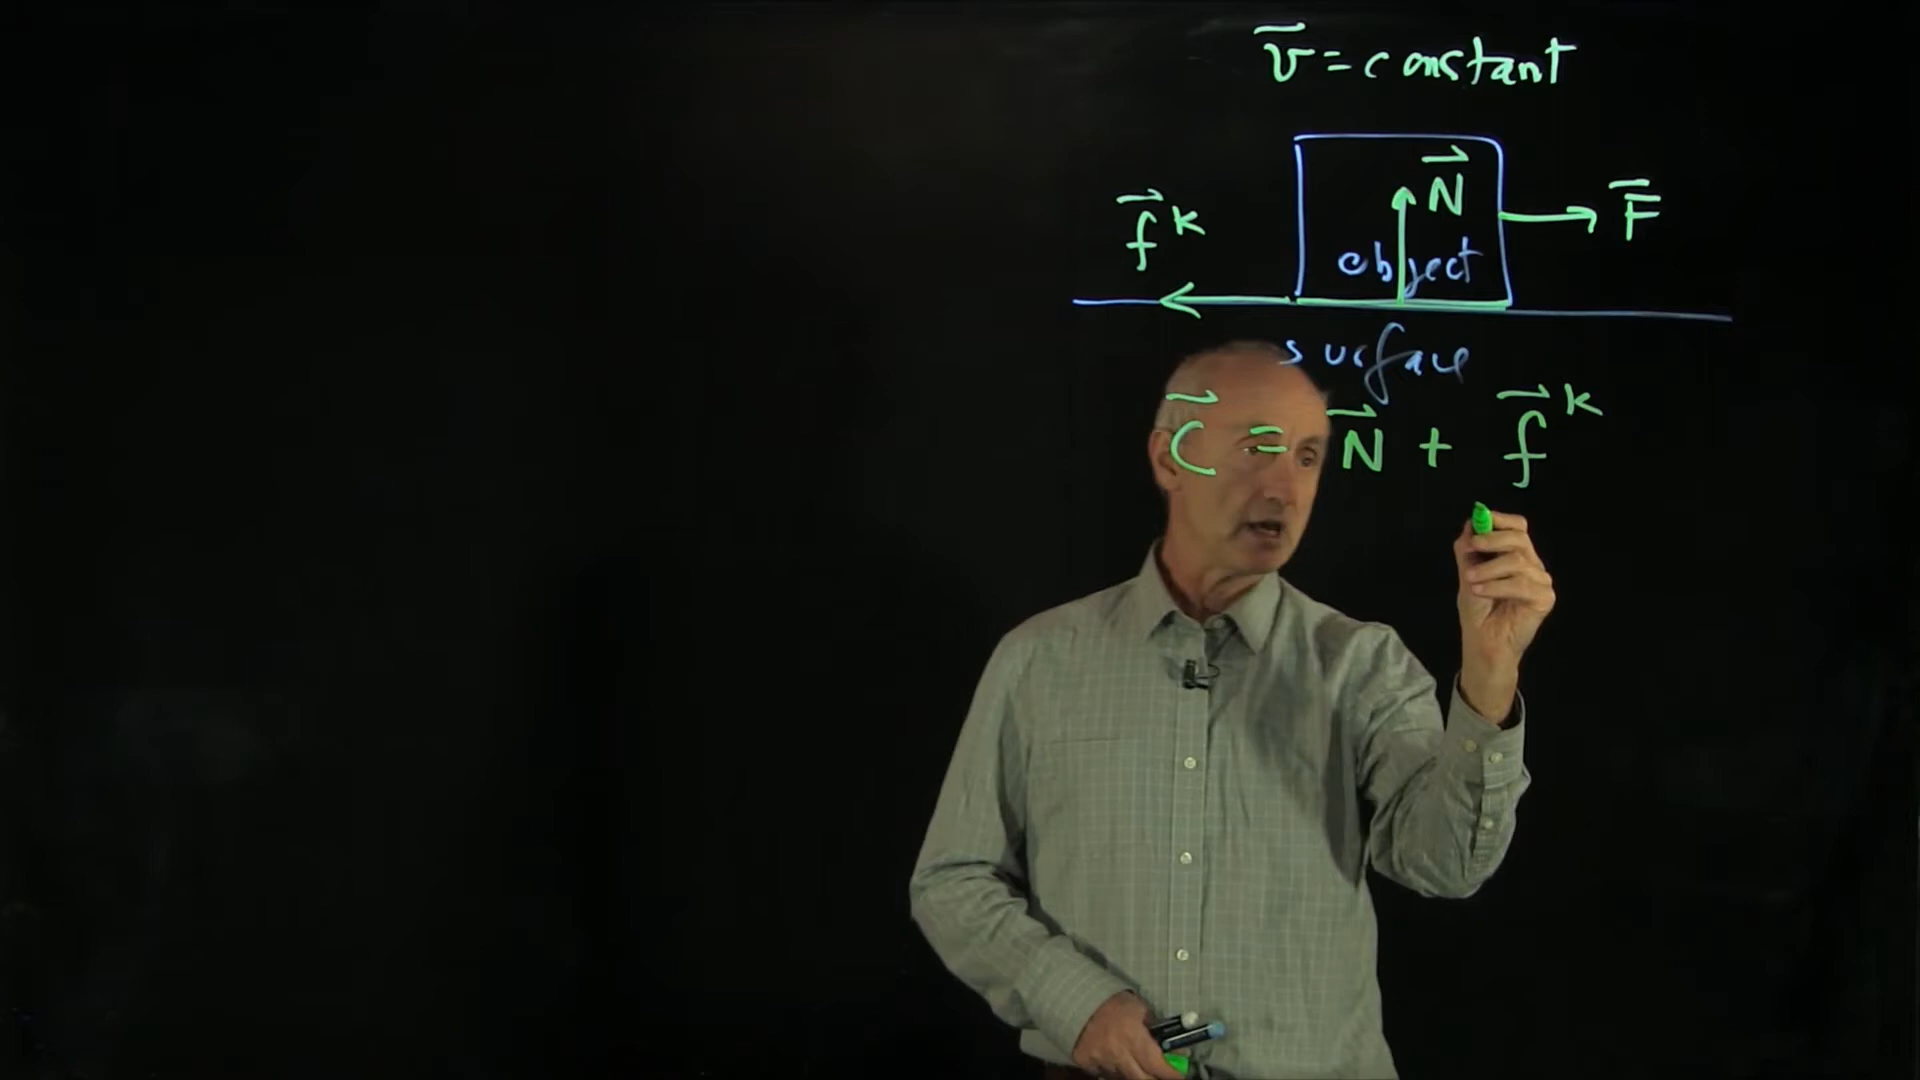 v̄ = constant
N⃗
f⃗ᵏ
F̄
object
surface
C⃗ = N⃗ + f⃗ᵏ